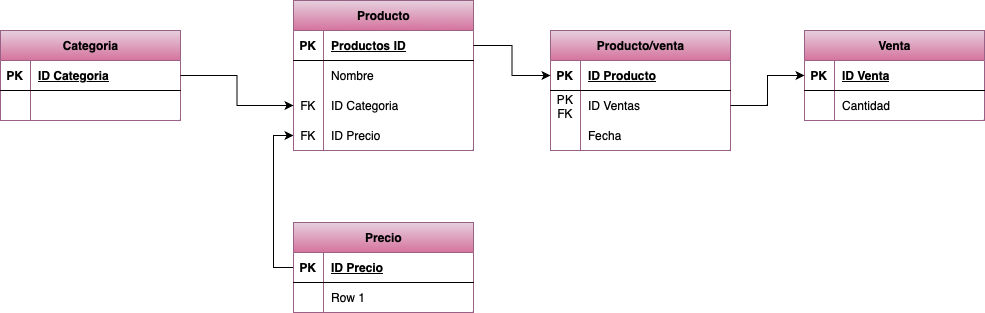 Categoria
PK ID Categoria
Producto
PK Productos ID
Nombre
FK ID Categoria
FK ID Precio
Producto/venta
PK ID Producto
PK
FK ID Ventas
Fecha
Venta
PK ID Venta
Cantidad
Precio
PK ID Precio
Row 1